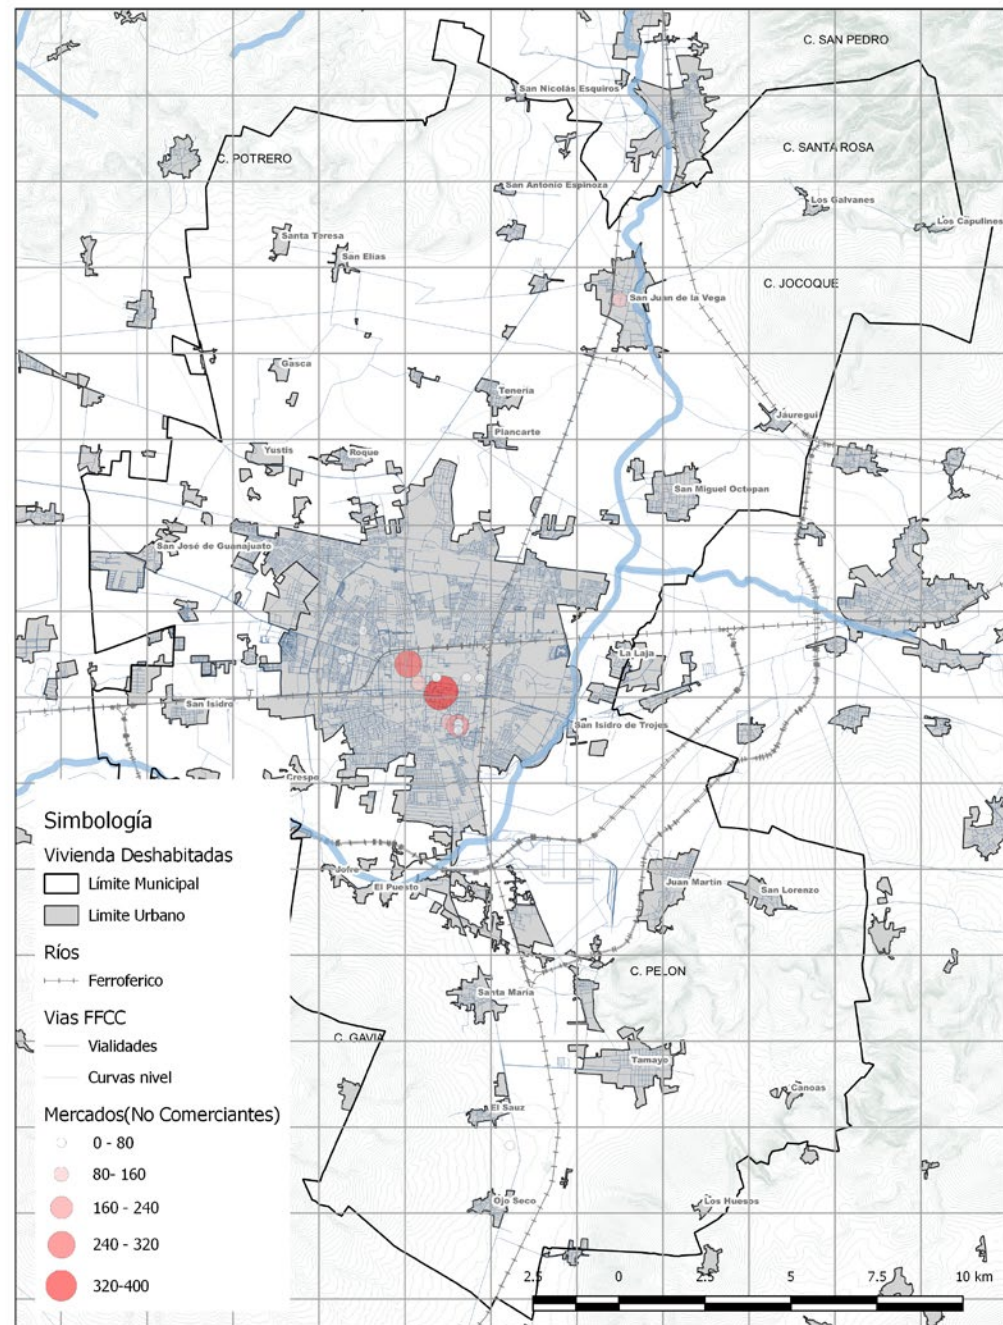 C. SAN PEDRO
San Nicolás Esquiros
C. SANTA ROSA
C. POTRERO
San Antonio Espinoza
Los Galvanes
Los Capulines
Santa Teresa
San Elías
C. JOCOQUE
San Juan de la Vega
Gasca
Tenería
Jáuregui
Plancarte
Yustis
Roque
San Miguel Octopan
San José de Guanajuato
La Laja
San Isidro
San Isidro de Trojes
Crespo
Jofre
El Puesto
Juan Martín
San Lorenzo
C. PELON
Santa María
C. GAVIA
Tamayo
Canoas
El Sauz
Ojo Seco
Los Huesos
Simbología
Vivienda Deshabitadas
Límite Municipal
Limite Urbano
Ríos
Ferroferico
Vias FFCC
Vialidades
Curvas nivel
Mercados(No Comerciantes)
0 - 80
80- 160
160 - 240
240 - 320
320-400
2.5 0 2.5 5 7.5 10 km